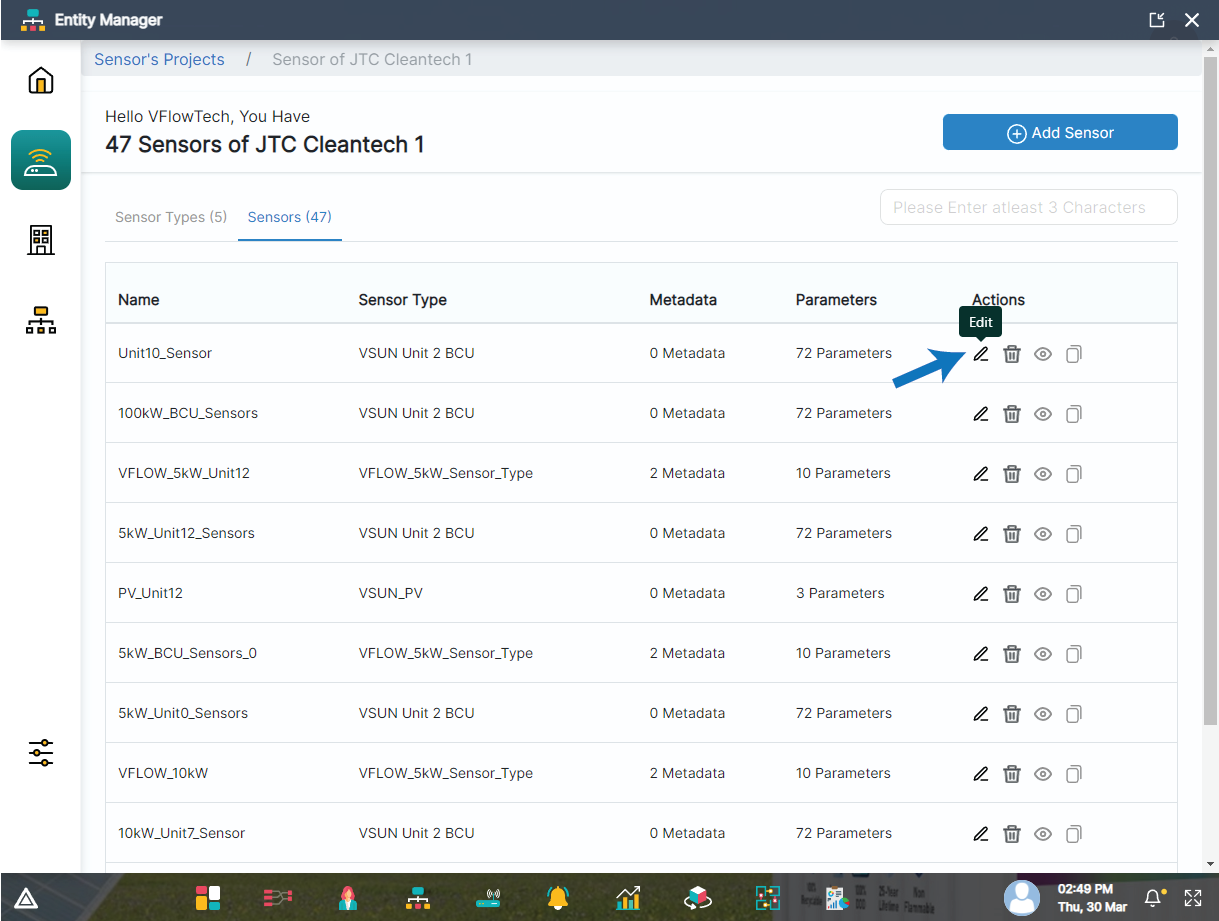 Entity Manager
Sensor's Projects / Sensor of JTC Cleantech 1
Hello VFlowTech, You Have
47 Sensors of JTC Cleantech 1
Add Sensor
Sensor Types (5) Sensors (47)
Please Enter atleast 3 Characters
Name Sensor Type Metadata Parameters Actions
Edit
Unit10_Sensor VSUN Unit 2 BCU 0 Metadata 72 Parameters
100kW_BCU_Sensors VSUN Unit 2 BCU 0 Metadata 72 Parameters
VFLOW_5kW_Unit12 VFLOW_5kW_Sensor_Type 2 Metadata 10 Parameters
5kW_Unit12_Sensors VSUN Unit 2 BCU 0 Metadata 72 Parameters
PV_Unit12 VSUN_PV 0 Metadata 3 Parameters
5kW_BCU_Sensors_0 VFLOW_5kW_Sensor_Type 2 Metadata 10 Parameters
5kW_Unit0_Sensors VSUN Unit 2 BCU 0 Metadata 72 Parameters
VFLOW_10kW VFLOW_5kW_Sensor_Type 2 Metadata 10 Parameters
10kW_Unit7_Sensor VSUN Unit 2 BCU 0 Metadata 72 Parameters
02:49 PM
Thu, 30 Mar